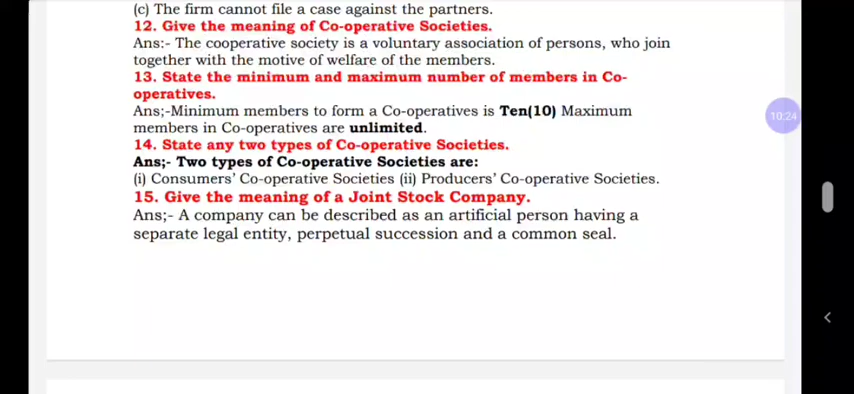 (c) The firm cannot file a case against the partners.
12. Give the meaning of Co-operative Societies.
Ans:- The cooperative society is a voluntary association of persons, who join
together with the motive of welfare of the members.
13. State the minimum and maximum number of members in Co-
operatives.
Ans;-Minimum members to form a Co-operatives is Ten(10) Maximum
members in Co-operatives are unlimited.
14. State any two types of Co-operative Societies.
Ans;- Two types of Co-operative Societies are:
(i) Consumers’ Co-operative Societies (ii) Producers’ Co-operative Societies.
15. Give the meaning of a Joint Stock Company.
Ans;- A company can be described as an artificial person having a
separate legal entity, perpetual succession and a common seal.
10:24